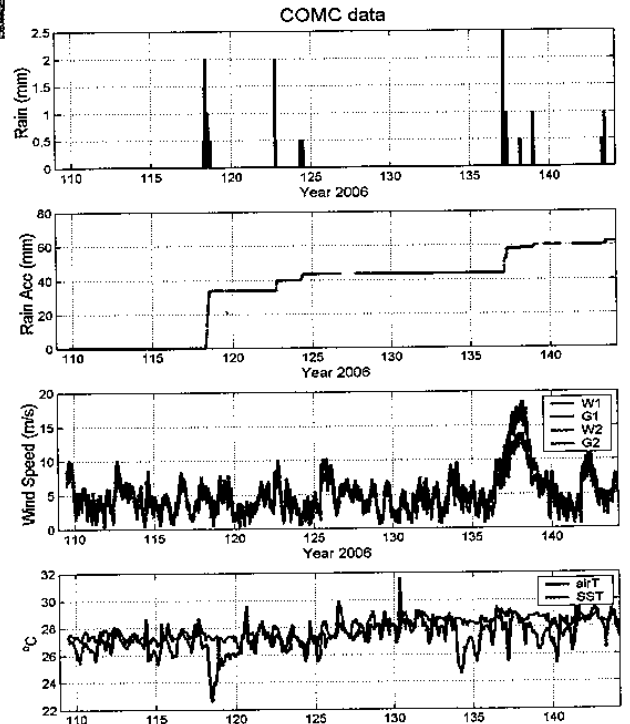 COMC data
2.5
2
1.5
1
0.5
0
Rain (mm)
110 115 120 125 130 135 140
Year 2006
80
60
40
20
0
Rain Acc (mm)
110 115 120 125 130 135 140
Year 2006
20
15
10
5
0
Wind Speed (m/s)
W1
G1
W2
G2
110 115 120 125 130 135 140
Year 2006
32
30
28
26
24
22
°C
airT
SST
110 115 120 125 130 135 140